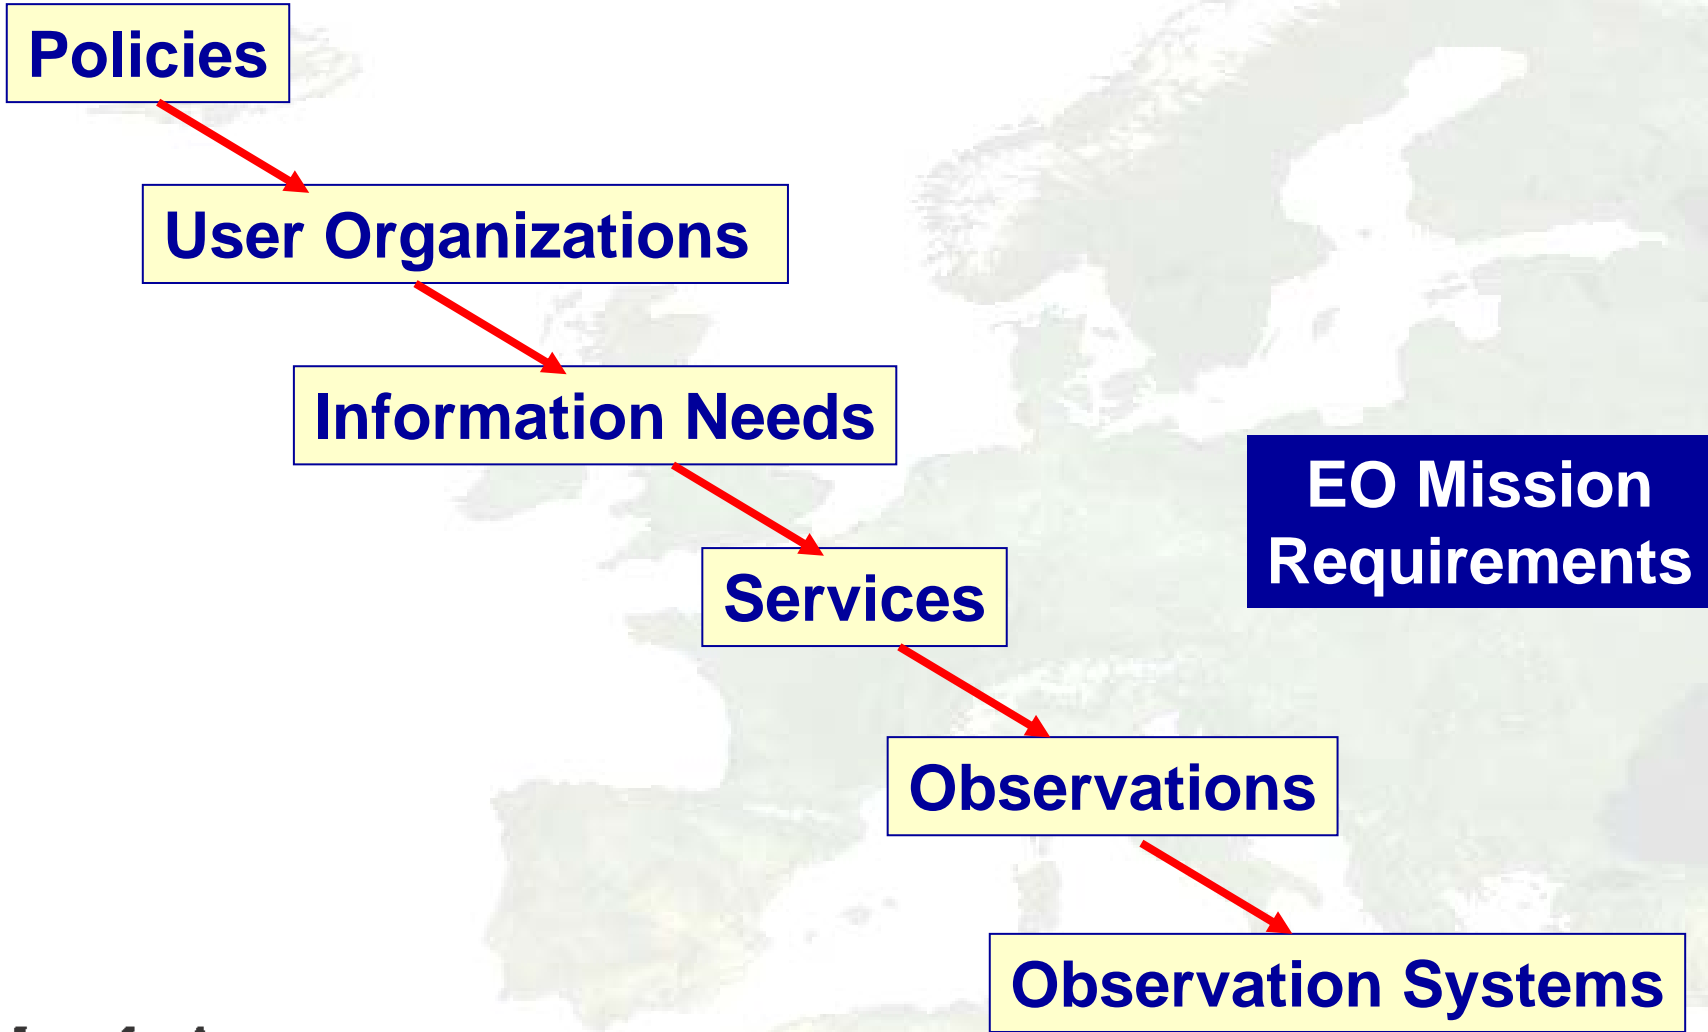 Policies
User Organizations
Information Needs
EO Mission
Requirements
Services
Observations
Observation Systems